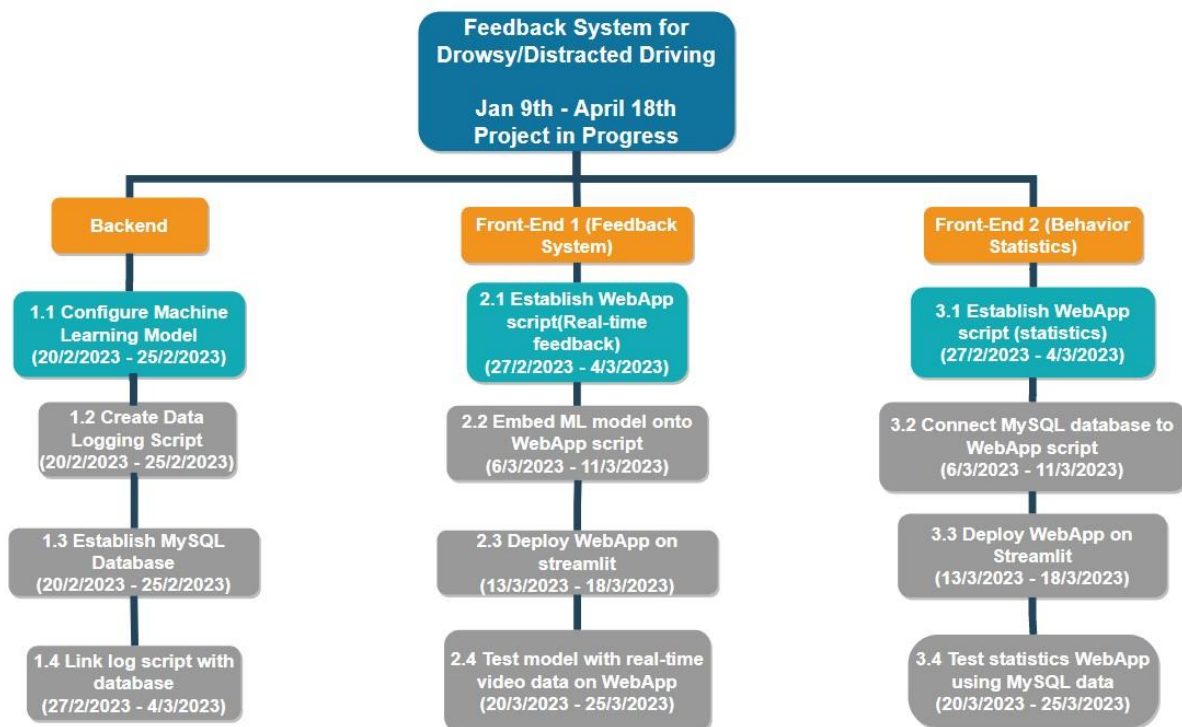 Feedback System for
Drowsy/Distracted Driving
Jan 9th - April 18th
Project in Progress
Backend
1.1 Configure Machine
Learning Model
(20/2/2023 - 25/2/2023)
1.2 Create Data
Logging Script
(20/2/2023 - 25/2/2023)
1.3 Establish MySQL
Database
(20/2/2023 - 25/2/2023)
1.4 Link log script with
database
(27/2/2023 - 4/3/2023)
Front-End 1 (Feedback
System)
2.1 Establish WebApp
script(Real-time
feedback)
(27/2/2023 - 4/3/2023)
2.2 Embed ML model onto
WebApp script
(6/3/2023 - 11/3/2023)
2.3 Deploy WebApp on
streamlit
(13/3/2023 - 18/3/2023)
2.4 Test model with real-time
video data on WebApp
(20/3/2023 - 25/3/2023)
Front-End 2 (Behavior
Statistics)
3.1 Establish WebApp
script (statistics)
(27/2/2023 - 4/3/2023)
3.2 Connect MySQL database to
WebApp script
(6/3/2023 - 11/3/2023)
3.3 Deploy WebApp on
Streamlit
(13/3/2023 - 18/3/2023)
3.4 Test statistics WebApp
using MySQL data
(20/3/2023 - 25/3/2023)